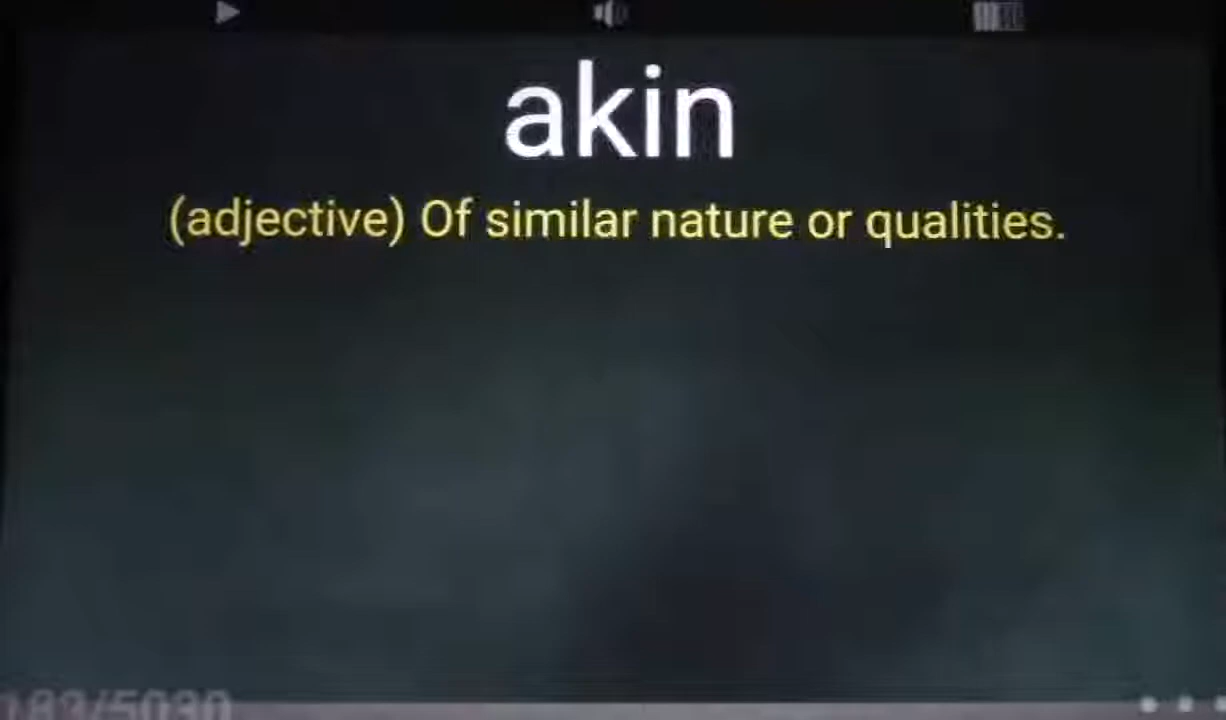 akin
(adjective) Of similar nature or qualities.